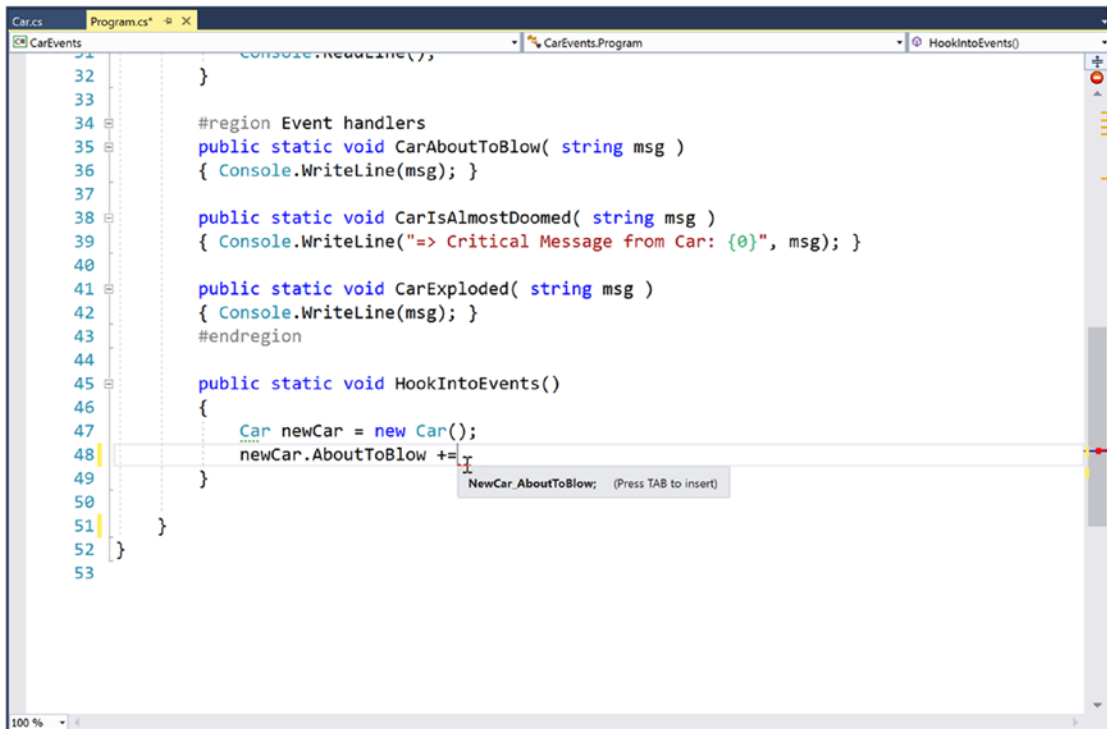 Car.cs Program.cs*
C# CarEvents CarEvents.Program HookIntoEvents()
31 Console.ReadLine();
32 }
33
34 #region Event handlers
35 public static void CarAboutToBlow( string msg )
36 { Console.WriteLine(msg); }
37
38 public static void CarIsAlmostDoomed( string msg )
39 { Console.WriteLine("=> Critical Message from Car: {0}", msg); }
40
41 public static void CarExploded( string msg )
42 { Console.WriteLine(msg); }
43 #endregion
44
45 public static void HookIntoEvents()
46 {
47 Car newCar = new Car();
48 newCar.AboutToBlow +=
49 }
NewCar_AboutToBlow; (Press TAB to insert)
50
51 }
52 }
53
100 %